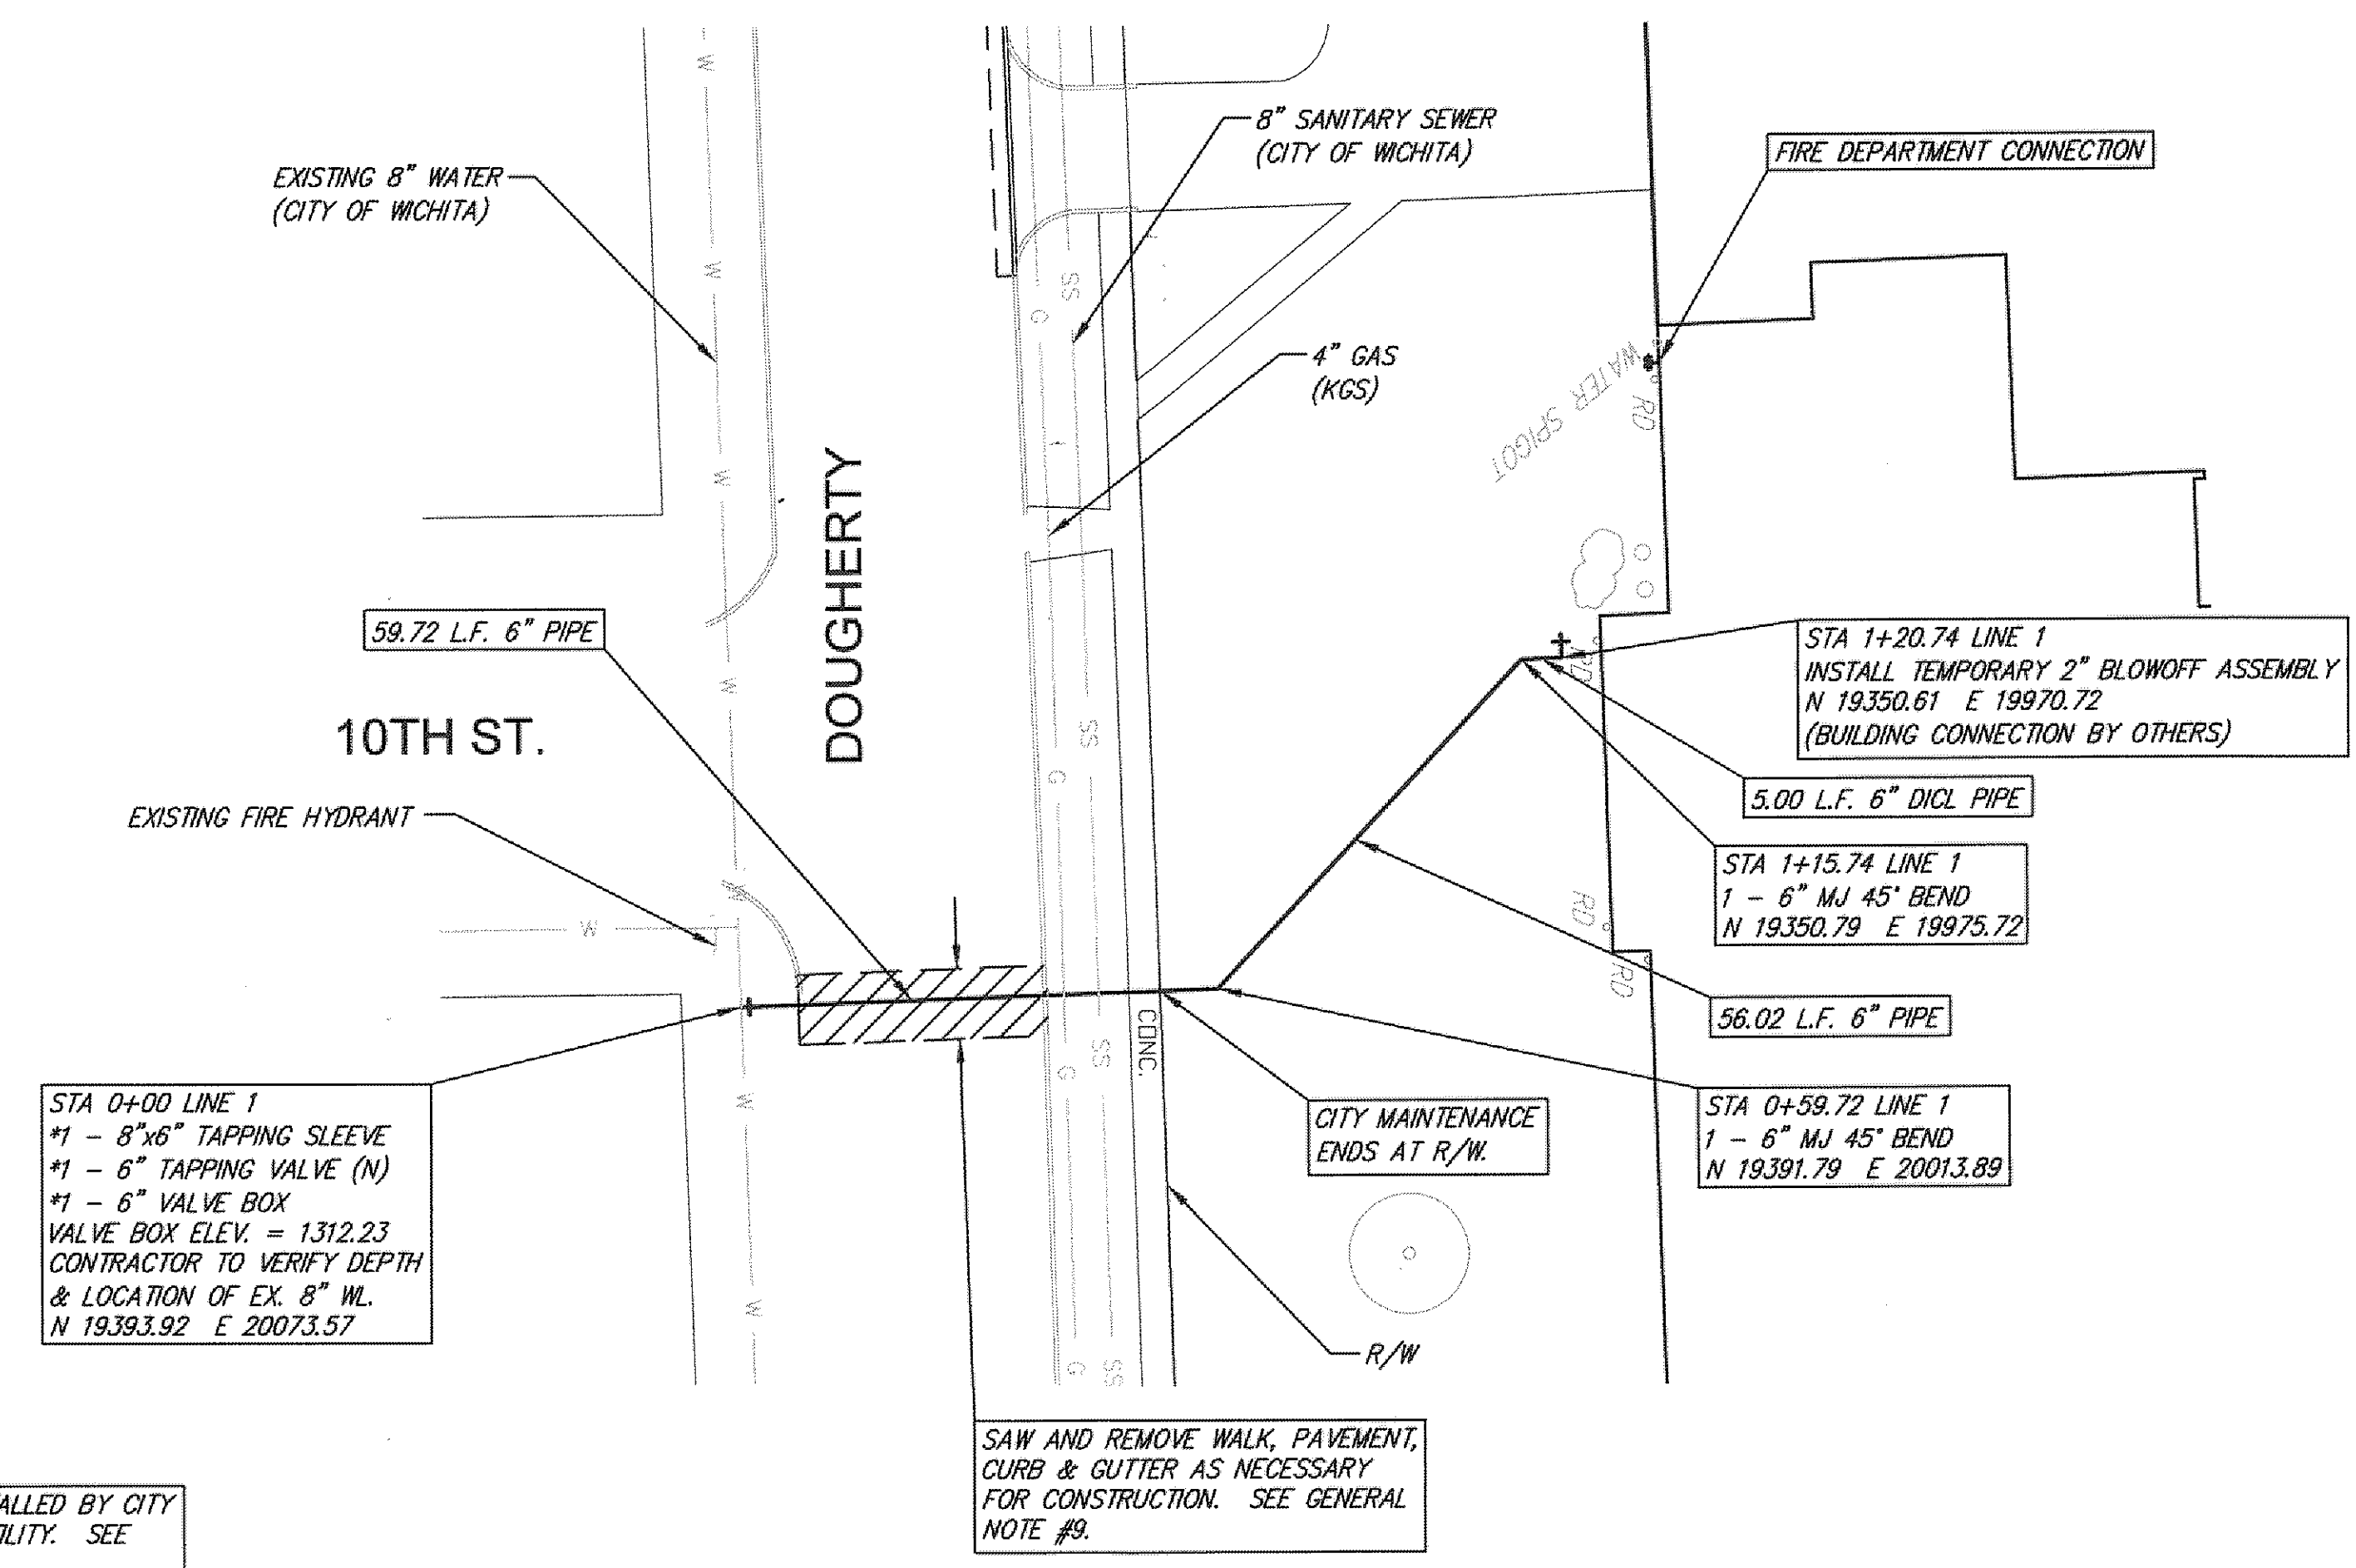 EXISTING 8" WATER
(CITY OF WICHITA)
8" SANITARY SEWER
(CITY OF WICHITA)
FIRE DEPARTMENT CONNECTION
4" GAS
(KGS)
WATER SPIGOT
RD
DOUGHERTY
59.72 L.F. 6" PIPE
10TH ST.
EXISTING FIRE HYDRANT
RD
STA 1+20.74 LINE 1
INSTALL TEMPORARY 2" BLOWOFF ASSEMBLY
N 19350.61 E 19970.72
(BUILDING CONNECTION BY OTHERS)
5.00 L.F. 6" DICL PIPE
STA 1+15.74 LINE 1
1 - 6" MJ 45° BEND
N 19350.79 E 19975.72
RD
RD
56.02 L.F. 6" PIPE
STA 0+59.72 LINE 1
1 - 6" MJ 45° BEND
N 19391.79 E 20013.89
CONC.
CITY MAINTENANCE
ENDS AT R/W.
R/W
STA 0+00 LINE 1
*1 - 8"x6" TAPPING SLEEVE
*1 - 6" TAPPING VALVE (N)
*1 - 6" VALVE BOX
VALVE BOX ELEV. = 1312.23
CONTRACTOR TO VERIFY DEPTH
& LOCATION OF EX. 8" WL.
N 19393.92 E 20073.57
SAW AND REMOVE WALK, PAVEMENT,
CURB & GUTTER AS NECESSARY
FOR CONSTRUCTION. SEE GENERAL
NOTE #9.
ALLED BY CITY
ILITY. SEE
W
W
W
W
W
W
W
W
G
G
G
G
SS
SS
SS
SS